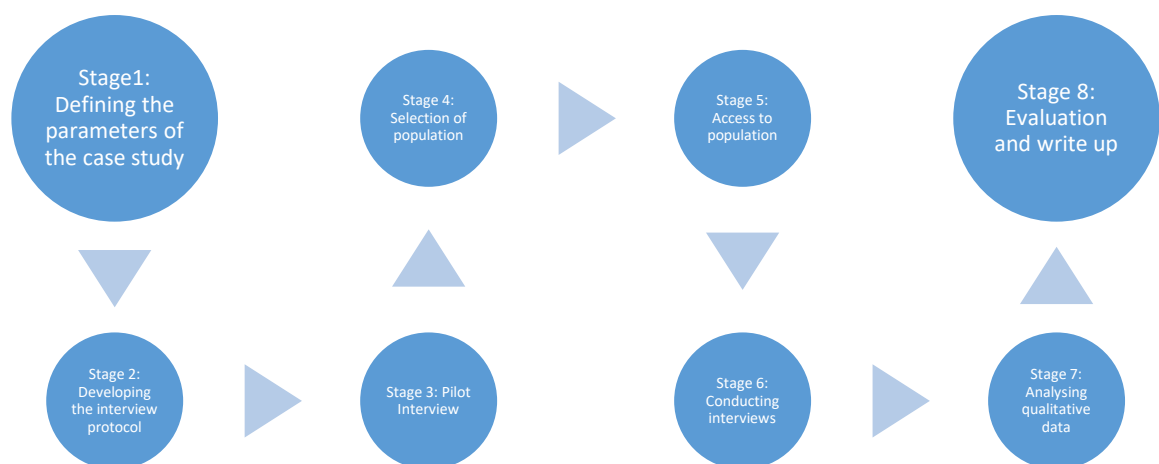 Stage1:
Defining the
parameters of
the case study
Stage 2:
Developing
the interview
protocol
Stage 3: Pilot
Interview
Stage 4:
Selection of
population
Stage 5:
Access to
population
Stage 6:
Conducting
interviews
Stage 7:
Analysing
qualitative
data
Stage 8:
Evaluation
and write up